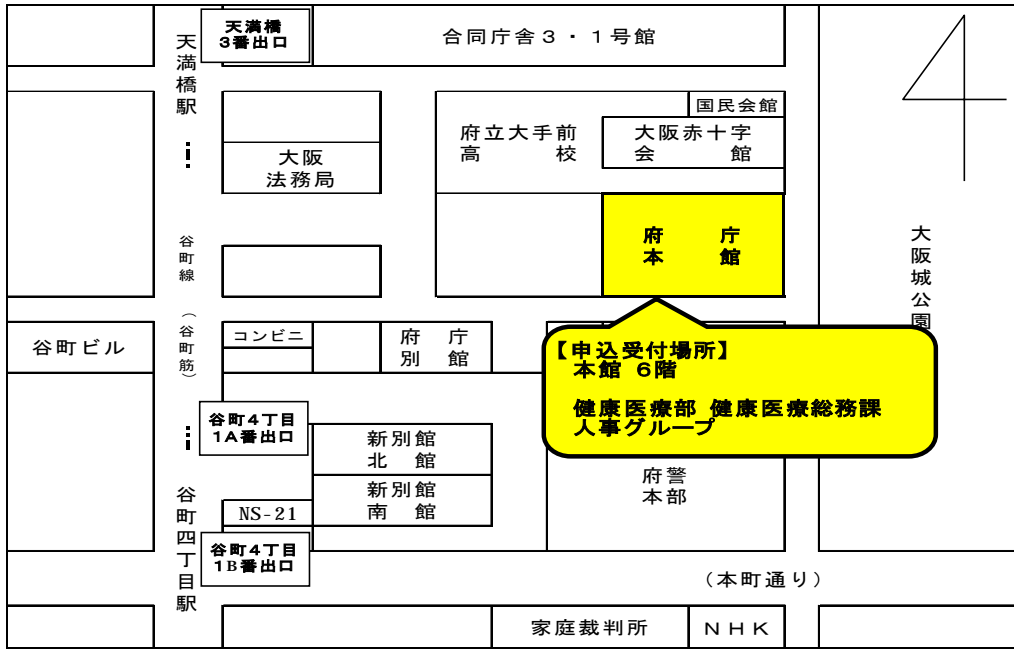 天満橋
3番出口
合同庁舎3・1号館
天満橋駅
国民会館
府立大手前
高　　校
大阪赤十字
会　　館
大阪
法務局
府　　庁
本　　館
谷町線
（谷町筋）
大阪城公園
谷町ビル
コンビニ
府　庁
別　館
【申込受付場所】
本館 6階
健康医療部 健康医療総務課
人事グループ
谷町4丁目
1A番出口
新別館
北　館
新別館
南　館
府警
本部
NS-21
谷町四丁目駅
谷町4丁目
1B番出口
（本町通り）
家庭裁判所
NHK